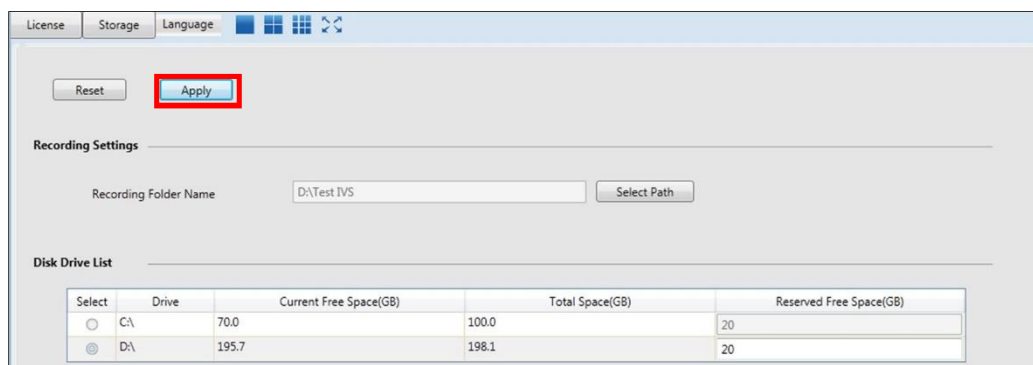 License Storage Language
Reset Apply
Recording Settings
Recording Folder Name D:\Test IVS Select Path
Disk Drive List
Select Drive Current Free Space(GB) Total Space(GB) Reserved Free Space(GB)
C:\ 70.0 100.0 20
D:\ 195.7 198.1 20